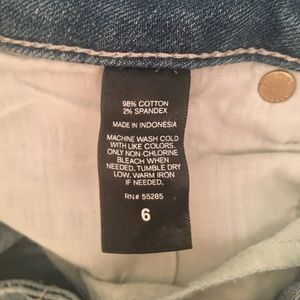 98% COTTON
2% SPANDEX
MADE IN INDONESIA
MACHINE WASH COLD
WITH LIKE COLORS.
ONLY NON-CHLORINE
BLEACH WHEN
NEEDED. TUMBLE DRY
LOW. WARM IRON
IF NEEDED.
RN# 55285
6